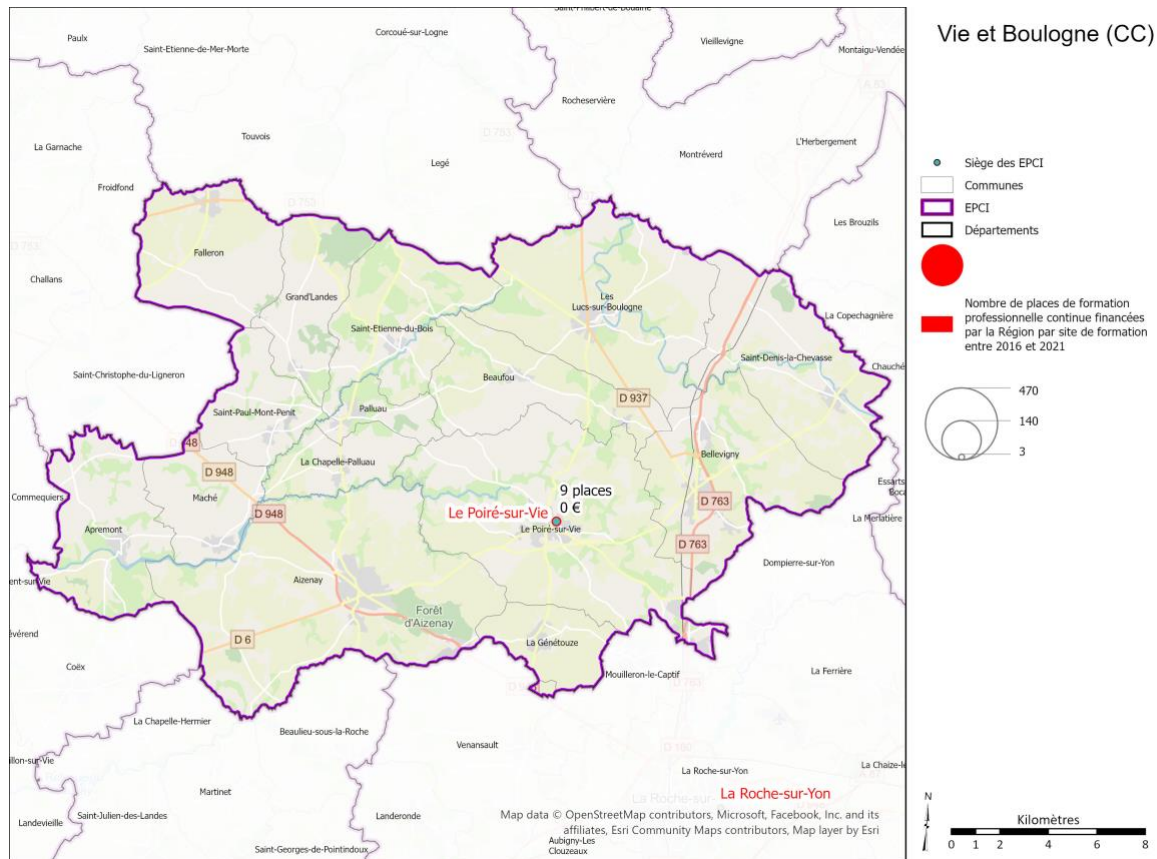 Vie et Boulogne (CC)
Siège des EPCI
Communes
EPCI
Départements
Nombre de places de formation
professionnelle continue financées
par la Région par site de formation
entre 2016 et 2021
470
140
3
N
Kilomètres
0 1 2 4 6 8
Paulx
Saint-Etienne-de-Mer-Morte
Corcoué-sur-Logne
Vieillevigne
Montaigu-Vendée
A 83
Rocheservière
D 753
Touvois
La Garnache
Legé
Montréverd
L'Herbergement
Froidfond
D 753
Les Brouzils
D 753
Falleron
Challans
Grand'Landes
Les
Lucs-sur-Boulogne
La Copechagnière
Saint-Etienne-du-Bois
Saint-Denis-la-Chevasse
Chauché
Saint-Christophe-du-Ligneron
Beaufou
D 937
Saint-Paul-Mont-Penit
Palluau
48
La Chapelle-Palluau
Bellevigny
D 948
Commequiers
Maché
9 places
0 €
D 763
D 948
Le Poiré-sur-Vie
La Merlatière
Apremont
Le Poiré-sur-Vie
D 763
Dompierre-sur-Yon
Aizenay
Forêt
d'Aizenay
D 6
La Génétouze
Coëx
Mouilleron-le-Captif
La Ferrière
La Chapelle-Hermier
Beaulieu-sous-la-Roche
Venansault
D 160
La Roche-sur-Yon
La Chaize-le
Martinet
La Roche-sur-Yon
Landevieille
Saint-Julien-des-Landes
Landeronde
Map data © OpenStreetMap contributors, Microsoft, Facebook, Inc. and its
affiliates, Esri Community Maps contributors, Map layer by Esri
Aubigny-Les
Clouzeaux
Saint-Georges-de-Pointindoux